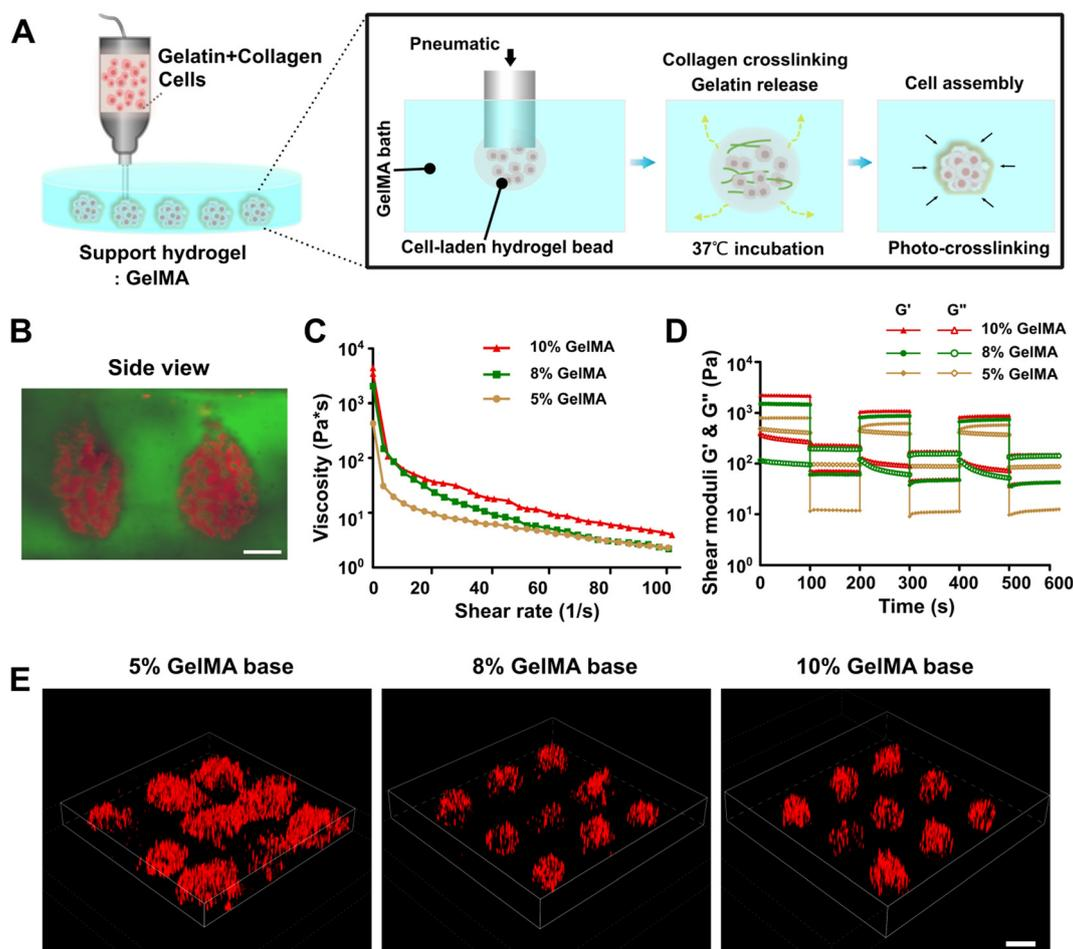 A
Gelatin+Collagen
Cells
Support hydrogel
: GelMA
Pneumatic
GelMA bath
Cell-laden hydrogel bead
Collagen crosslinking
Gelatin release
37℃ incubation
Cell assembly
Photo-crosslinking
B
Side view
C
10⁴
10³
10²
10¹
10⁰
Viscosity (Pa*s)
0
20
40
60
80
100
Shear rate (1/s)
10% GelMA
8% GelMA
5% GelMA
D
G'
G"
10% GelMA
8% GelMA
5% GelMA
10⁴
10³
10²
10¹
10⁰
Shear moduli G' & G" (Pa)
0
100
200
300
400
500
600
Time (s)
E
5% GelMA base
8% GelMA base
10% GelMA base